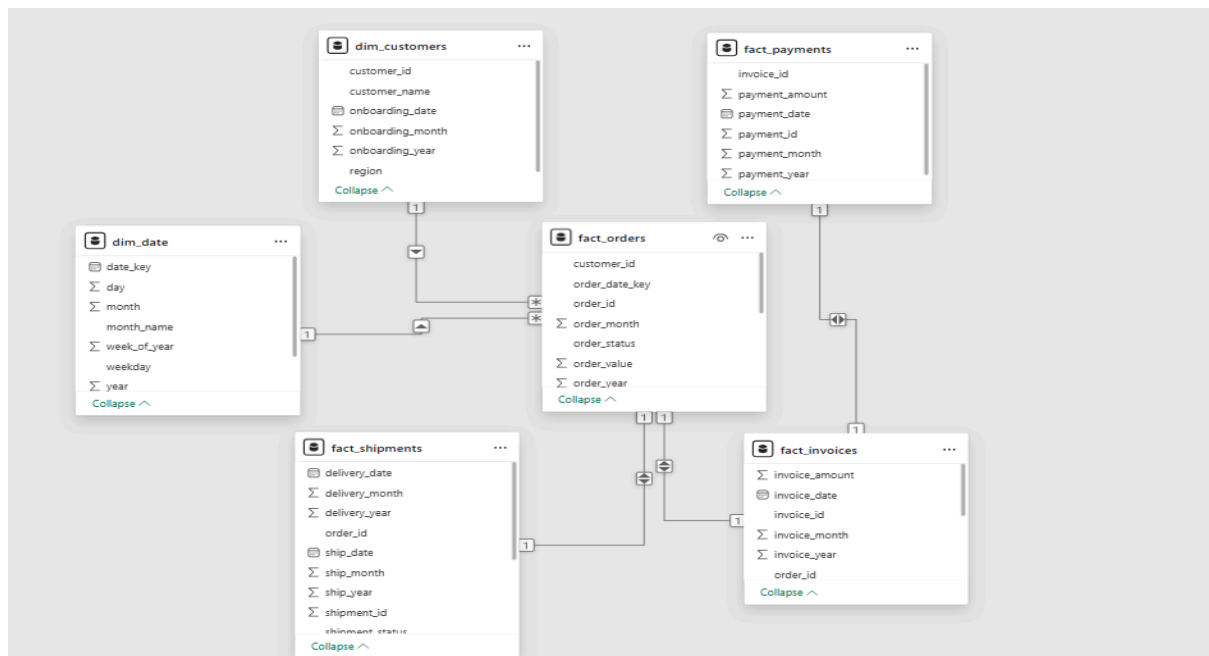 dim_customers
customer_id
customer_name
onboarding_date
onboarding_month
onboarding_year
region
Collapse
fact_payments
invoice_id
payment_amount
payment_date
payment_id
payment_month
payment_year
Collapse
1
1
dim_date
date_key
day
month
month_name
week_of_year
weekday
year
Collapse
1
*
*
fact_orders
customer_id
order_date_key
order_id
order_month
order_status
order_value
order_year
Collapse
1
1
1
fact_shipments
delivery_date
delivery_month
delivery_year
order_id
ship_date
ship_month
ship_year
shipment_id
shipment_status
Collapse
1
1
fact_invoices
invoice_amount
invoice_date
invoice_id
invoice_month
invoice_year
order_id
Collapse